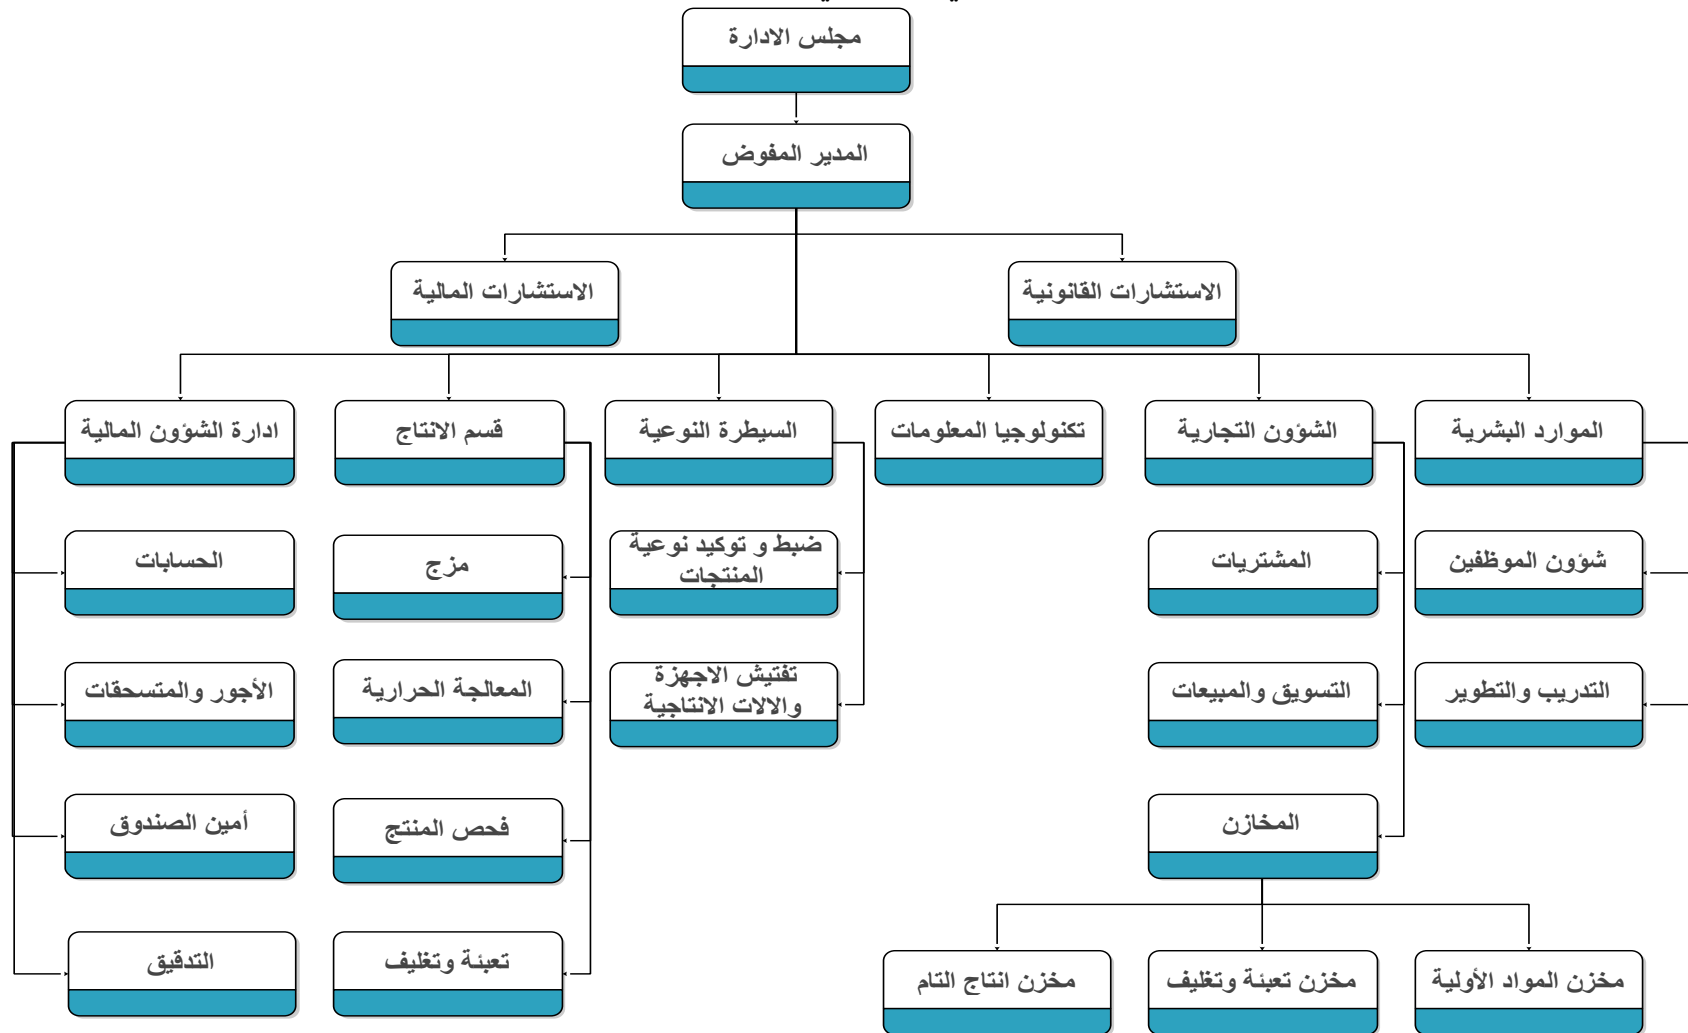 مجلس الادارة
المدير المفوض
الاستشارات القانونية
الاستشارات المالية
الموارد البشرية
الشؤون التجارية
تكنولوجيا المعلومات
السيطرة النوعية
قسم الانتاج
ادارة الشؤون المالية
شؤون الموظفين
المشتريات
ضبط و توكيد نوعية
المنتجات
مزج
الحسابات
التدريب والتطوير
التسويق والمبيعات
تفتيش الاجهزة
والالات الانتاجية
المعالجة الحرارية
الأجور والمتسحقات
المخازن
فحص المنتج
أمين الصندوق
مخزن المواد الأولية
مخزن تعبئة وتغليف
مخزن انتاج التام
تعبئة وتغليف
التدقيق